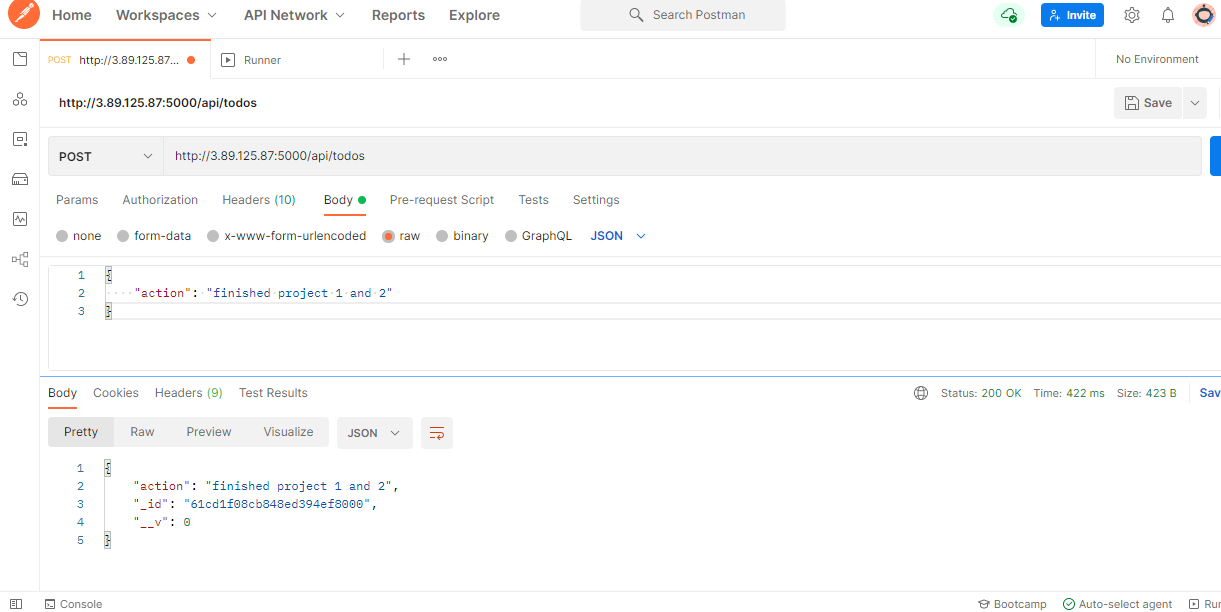 Home Workspaces API Network Reports Explore Search Postman Invite
POST http://3.89.125.87... Runner No Environment
http://3.89.125.87:5000/api/todos Save
POST http://3.89.125.87:5000/api/todos
Params Authorization Headers (10) Body Pre-request Script Tests Settings
none form-data x-www-form-urlencoded raw binary GraphQL JSON
1 {
2 ····"action":·"finished·project·1·and·2"
3 }
Body Cookies Headers (9) Test Results Status: 200 OK Time: 422 ms Size: 423 B Sav
Pretty Raw Preview Visualize JSON
1 {
2 "action": "finished project 1 and 2",
3 "_id": "61cd1f08cb848ed394ef8000",
4 "__v": 0
5 }
Console Bootcamp Auto-select agent Ru